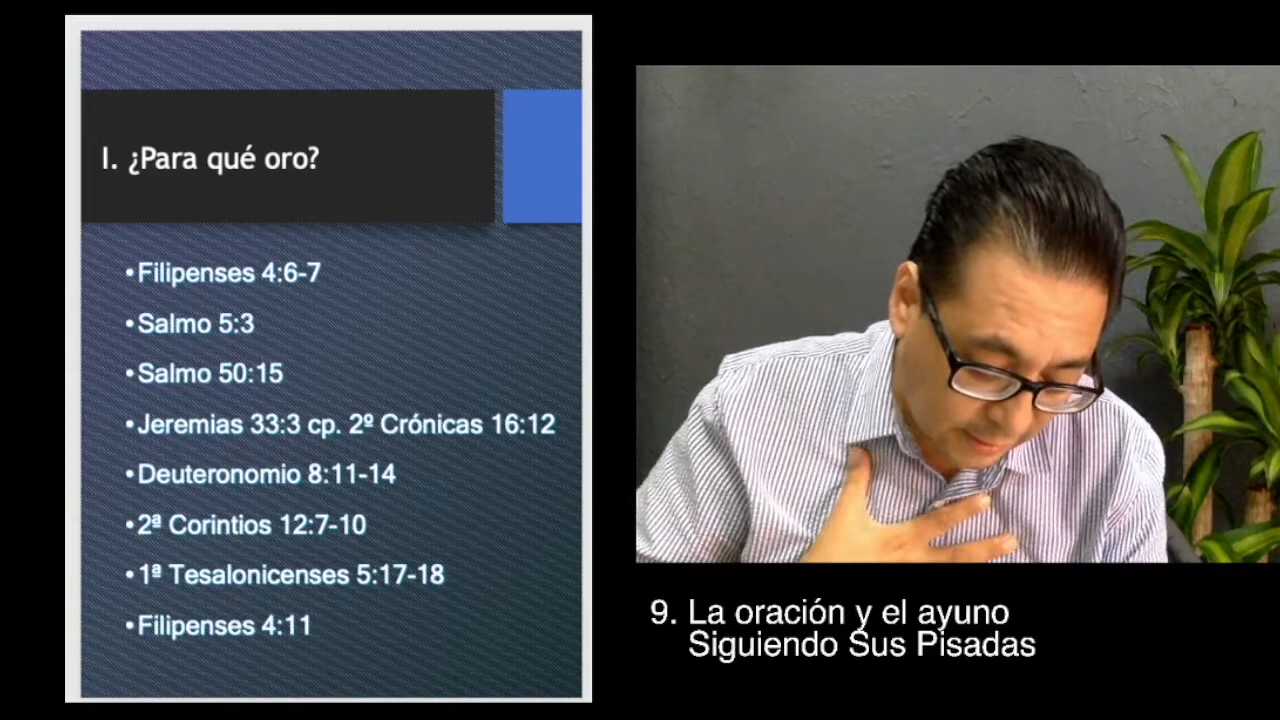 I. ¿Para qué oro?
•Filipenses 4:6-7
•Salmo 5:3
•Salmo 50:15
•Jeremias 33:3 cp. 2º Crónicas 16:12
•Deuteronomio 8:11-14
•2ª Corintios 12:7-10
•1ª Tesalonicenses 5:17-18
•Filipenses 4:11
9. La oración y el ayuno
Siguiendo Sus Pisadas